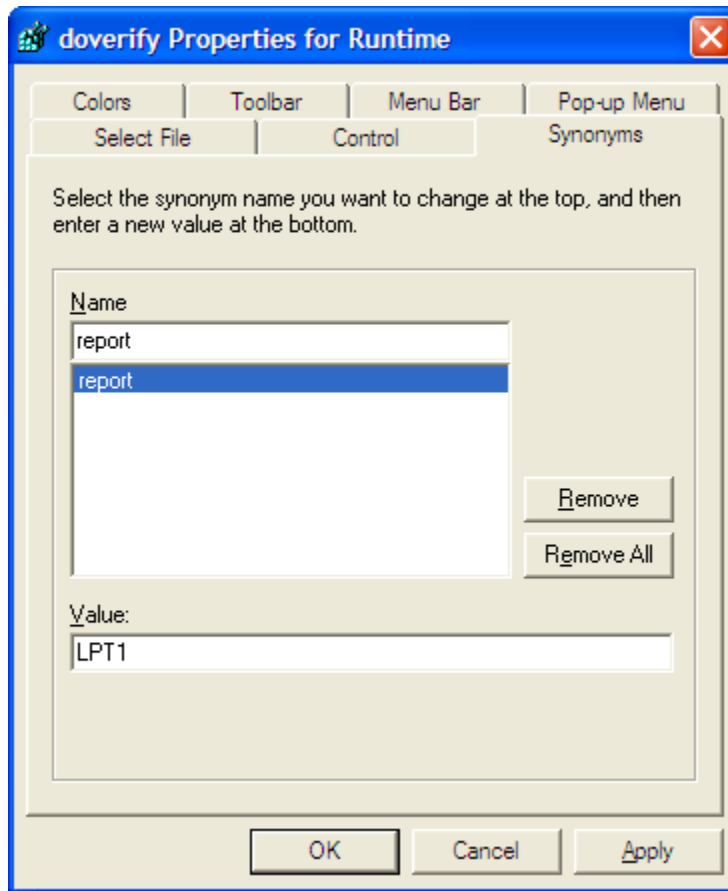 doverify Properties for Runtime
Colors Toolbar Menu Bar Pop-up Menu
Select File Control Synonyms
Select the synonym name you want to change at the top, and then
enter a new value at the bottom.
Name
report
report
Remove
Remove All
Value:
LPT1
OK Cancel Apply